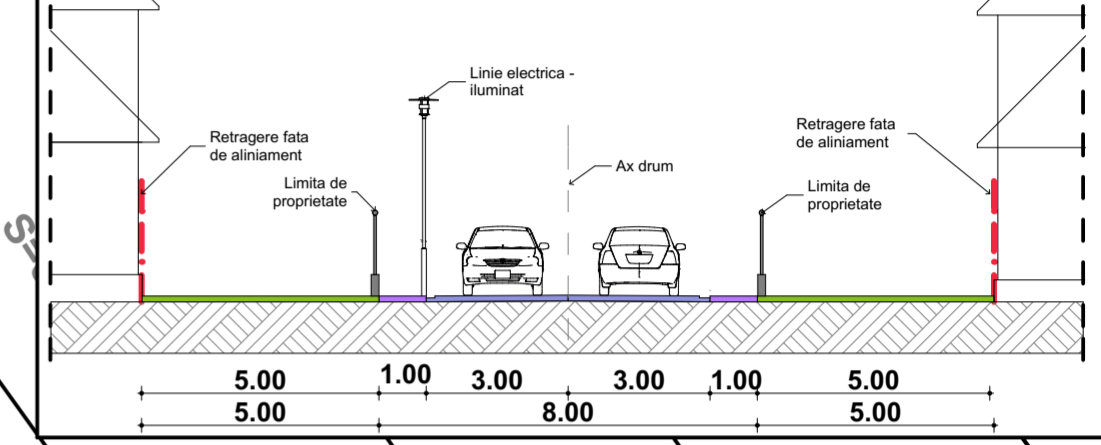 Linie electrica -
iluminat
Retragere fata
de aliniament
Retragere fata
de aliniament
Ax drum
Limita de
proprietate
Limita de
proprietate
5.00 1.00 3.00 3.00 1.00 5.00
5.00 8.00 5.00